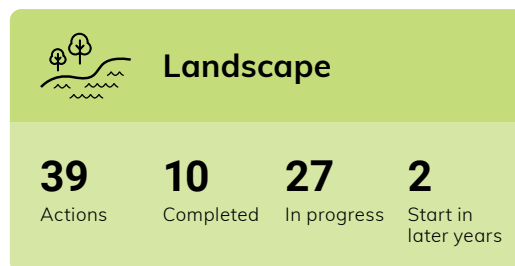 Landscape
39 10 27 2
Actions Completed In progress Start in
later years